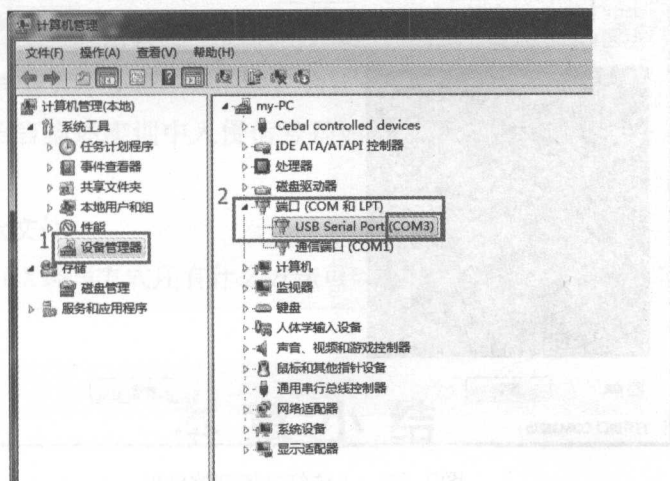 计算机管理
文件(F) 操作(A) 查看(V) 帮助(H)
计算机管理(本地)
系统工具
任务计划程序
事件查看器
共享文件夹
本地用户和组
性能
1
设备管理器
存储
磁盘管理
服务和应用程序
my-PC
Cebal controlled devices
IDE ATA/ATAPI 控制器
处理器
磁盘驱动器
2
端口 (COM 和 LPT)
USB Serial Port (COM3)
通信端口 (COM1)
计算机
监视器
键盘
人体学输入设备
声音、视频和游戏控制器
鼠标和其他指针设备
通用串行总线控制器
网络适配器
系统设备
显示适配器